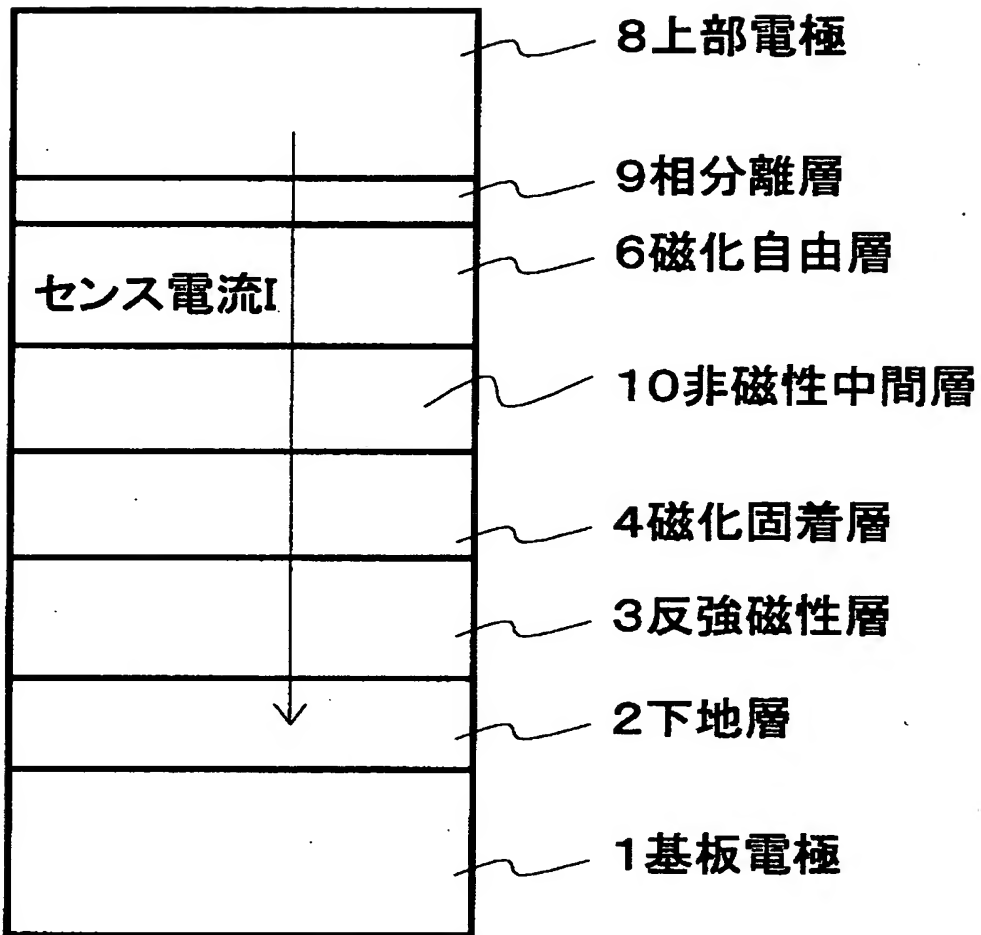 8上部電極
9相分離層
6磁化自由層
センス電流I
10非磁性中間層
4磁化固着層
3反強磁性層
2下地層
1基板電極